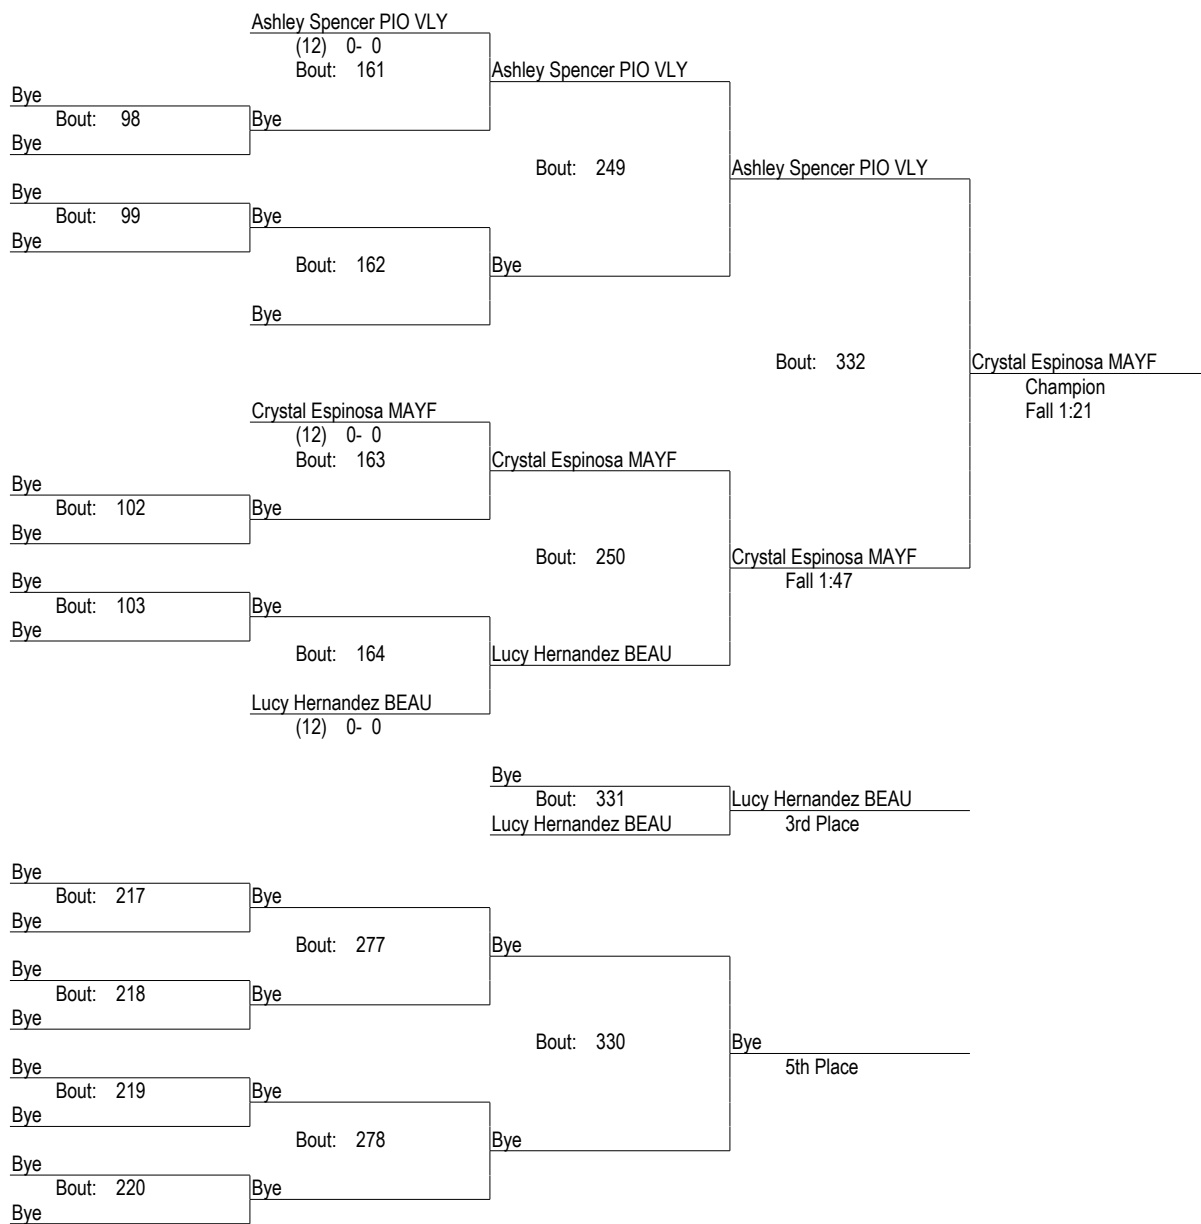 Ashley Spencer PIO VLY
(12) 0- 0
Bout: 161
Ashley Spencer PIO VLY
Bye
Bout: 98
Bye
Bye
Bout: 249
Ashley Spencer PIO VLY
Bye
Bout: 99
Bye
Bye
Bout: 162
Bye
Bye
Bout: 332
Crystal Espinosa MAYF
Champion
Fall 1:21
Crystal Espinosa MAYF
(12) 0- 0
Bout: 163
Crystal Espinosa MAYF
Bye
Bout: 102
Bye
Bye
Bout: 250
Crystal Espinosa MAYF
Fall 1:47
Bye
Bout: 103
Bye
Bye
Bout: 164
Lucy Hernandez BEAU
Lucy Hernandez BEAU
(12) 0- 0
Bye
Bout: 331
Lucy Hernandez BEAU
Lucy Hernandez BEAU
3rd Place
Bye
Bout: 217
Bye
Bye
Bout: 277
Bye
Bye
Bout: 218
Bye
Bye
Bout: 330
Bye
5th Place
Bye
Bout: 219
Bye
Bye
Bout: 278
Bye
Bye
Bout: 220
Bye
Bye